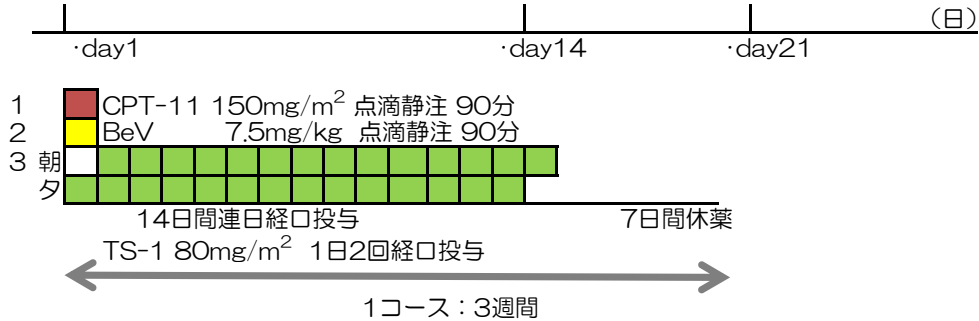 （日）
·day1 ·day14 ·day21
1 CPT-11 150mg/m² 点滴静注 90分
2 BeV 7.5mg/kg 点滴静注 90分
3 朝
夕
14日間連日経口投与 7日間休薬
TS-1 80mg/m² 1日2回経口投与
1コース：3週間